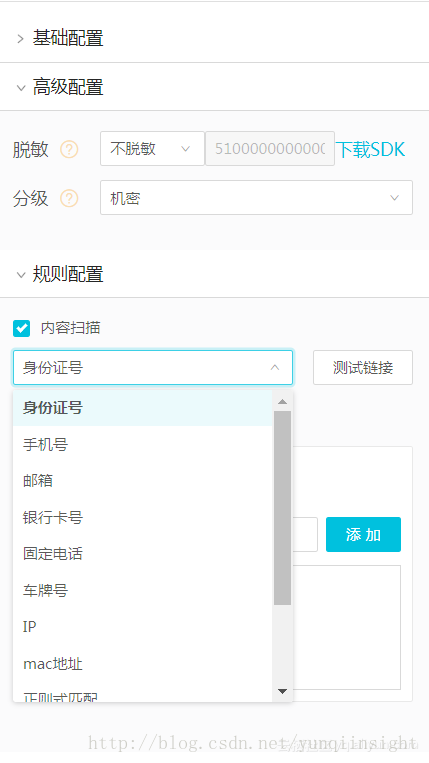 基础配置
高级配置
脱敏 ? 不脱敏 5100000000000 下载SDK
分级 ? 机密
规则配置
内容扫描
身份证号 测试链接
身份证号
手机号
邮箱
银行卡号 添 加
固定电话
车牌号
IP
mac地址
正则式匹配
http://blog.csdn.net/yunqiinsight